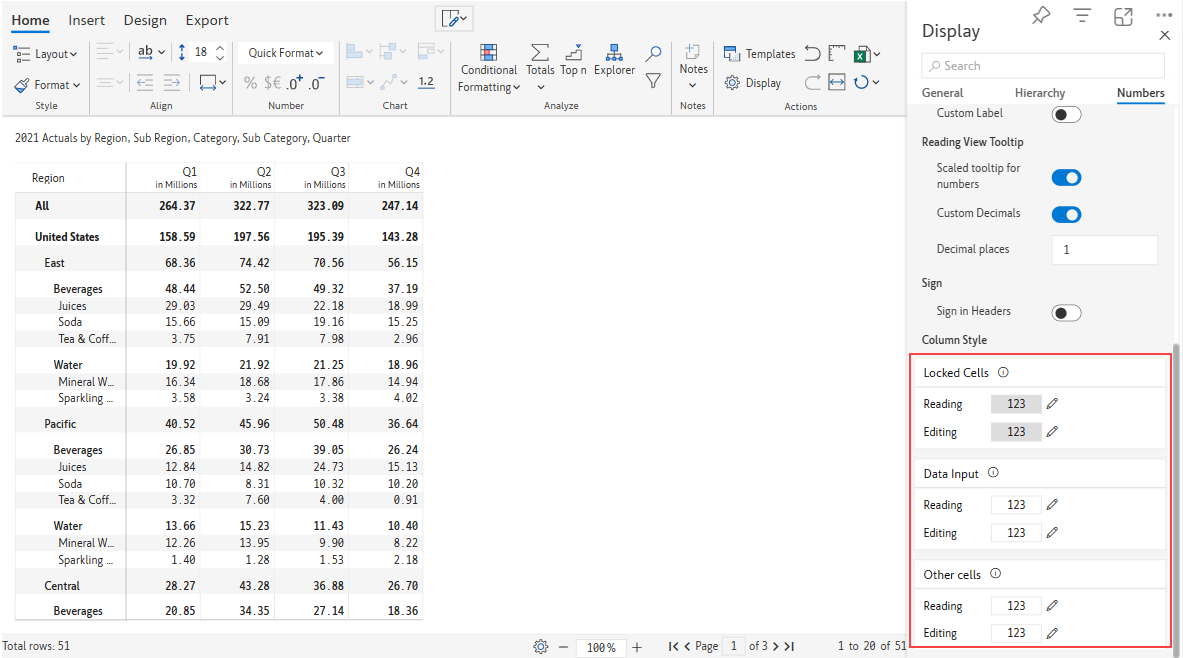 Home Insert Design Export
Layout
Format
Style
ab
18
Align
Quick Format
% $€ .0+ .0-
Number
1.2
Chart
Conditional Formatting
Totals
Top n
Explorer
Analyze
Notes
Notes
Templates
Display
Actions
2021 Actuals by Region, Sub Region, Category, Sub Category, Quarter
Region Q1 Q2 Q3 Q4
in Millions in Millions in Millions in Millions
All 264.37 322.77 323.09 247.14
United States 158.59 197.56 195.39 143.28
East 68.36 74.42 70.56 56.15
Beverages 48.44 52.50 49.32 37.19
Juices 29.03 29.49 22.18 18.99
Soda 15.66 15.09 19.16 15.25
Tea & Coff... 3.75 7.91 7.98 2.96
Water 19.92 21.92 21.25 18.96
Mineral W... 16.34 18.68 17.86 14.94
Sparkling ... 3.58 3.24 3.38 4.02
Pacific 40.52 45.96 50.48 36.64
Beverages 26.85 30.73 39.05 26.24
Juices 12.84 14.82 24.73 15.13
Soda 10.70 8.31 10.32 10.20
Tea & Coff... 3.32 7.60 4.00 0.91
Water 13.66 15.23 11.43 10.40
Mineral W... 12.26 13.95 9.90 8.22
Sparkling ... 1.40 1.28 1.53 2.18
Central 28.27 43.28 36.88 26.70
Beverages 20.85 34.35 27.14 18.36
Total rows: 51
100 %
Page 1 of 3
1 to 20 of 51
Display
Search
General Hierarchy Numbers
Custom Label
Reading View Tooltip
Scaled tooltip for
numbers
Custom Decimals
Decimal places 1
Sign
Sign in Headers
Column Style
Locked Cells
Reading 123
Editing 123
Data Input
Reading 123
Editing 123
Other cells
Reading 123
Editing 123